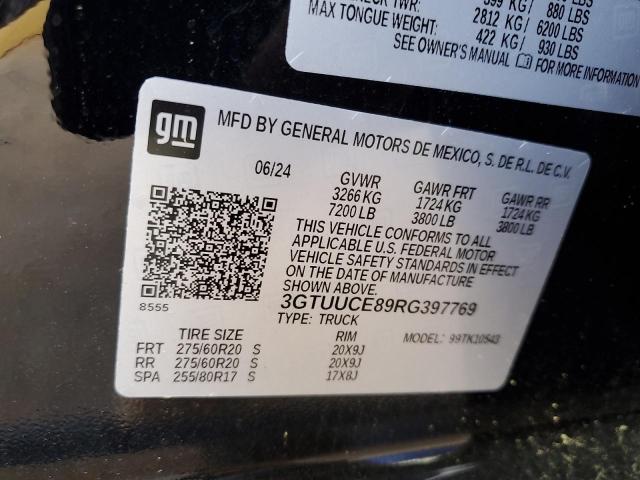 880 LBS
2812 KG/ 6200 LBS
MAX TONGUE WEIGHT: 422 KG/ 930 LBS
SEE OWNER'S MANUAL FOR MORE INFORMATION
gm
MFD BY GENERAL MOTORS DE MEXICO, S. DE R.L. DE C.V.
06/24
GVWR GAWR FRT GAWR RR
3266 KG 1724 KG 1724 KG
7200 LB 3800 LB 3800 LB
THIS VEHICLE CONFORMS TO ALL
APPLICABLE U.S. FEDERAL MOTOR
VEHICLE SAFETY STANDARDS IN EFFECT
ON THE DATE OF MANUFACTURE
3GTUUCE89RG397769
8555
TYPE: TRUCK MODEL: 99TK10543
TIRE SIZE RIM
FRT 275/60R20 S 20X9J
RR 275/60R20 S 20X9J
SPA 255/80R17 S 17X8J